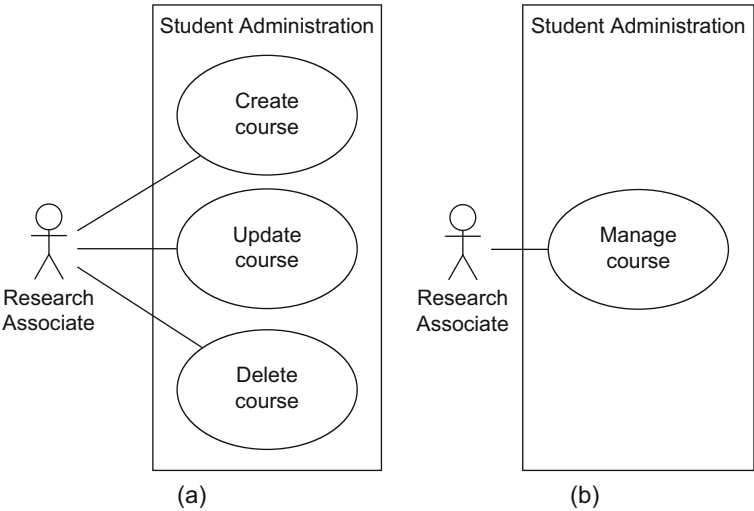 Student Administration
Create
course
Update
course
Delete
course
Research
Associate
(a)
Student Administration
Manage
course
Research
Associate
(b)